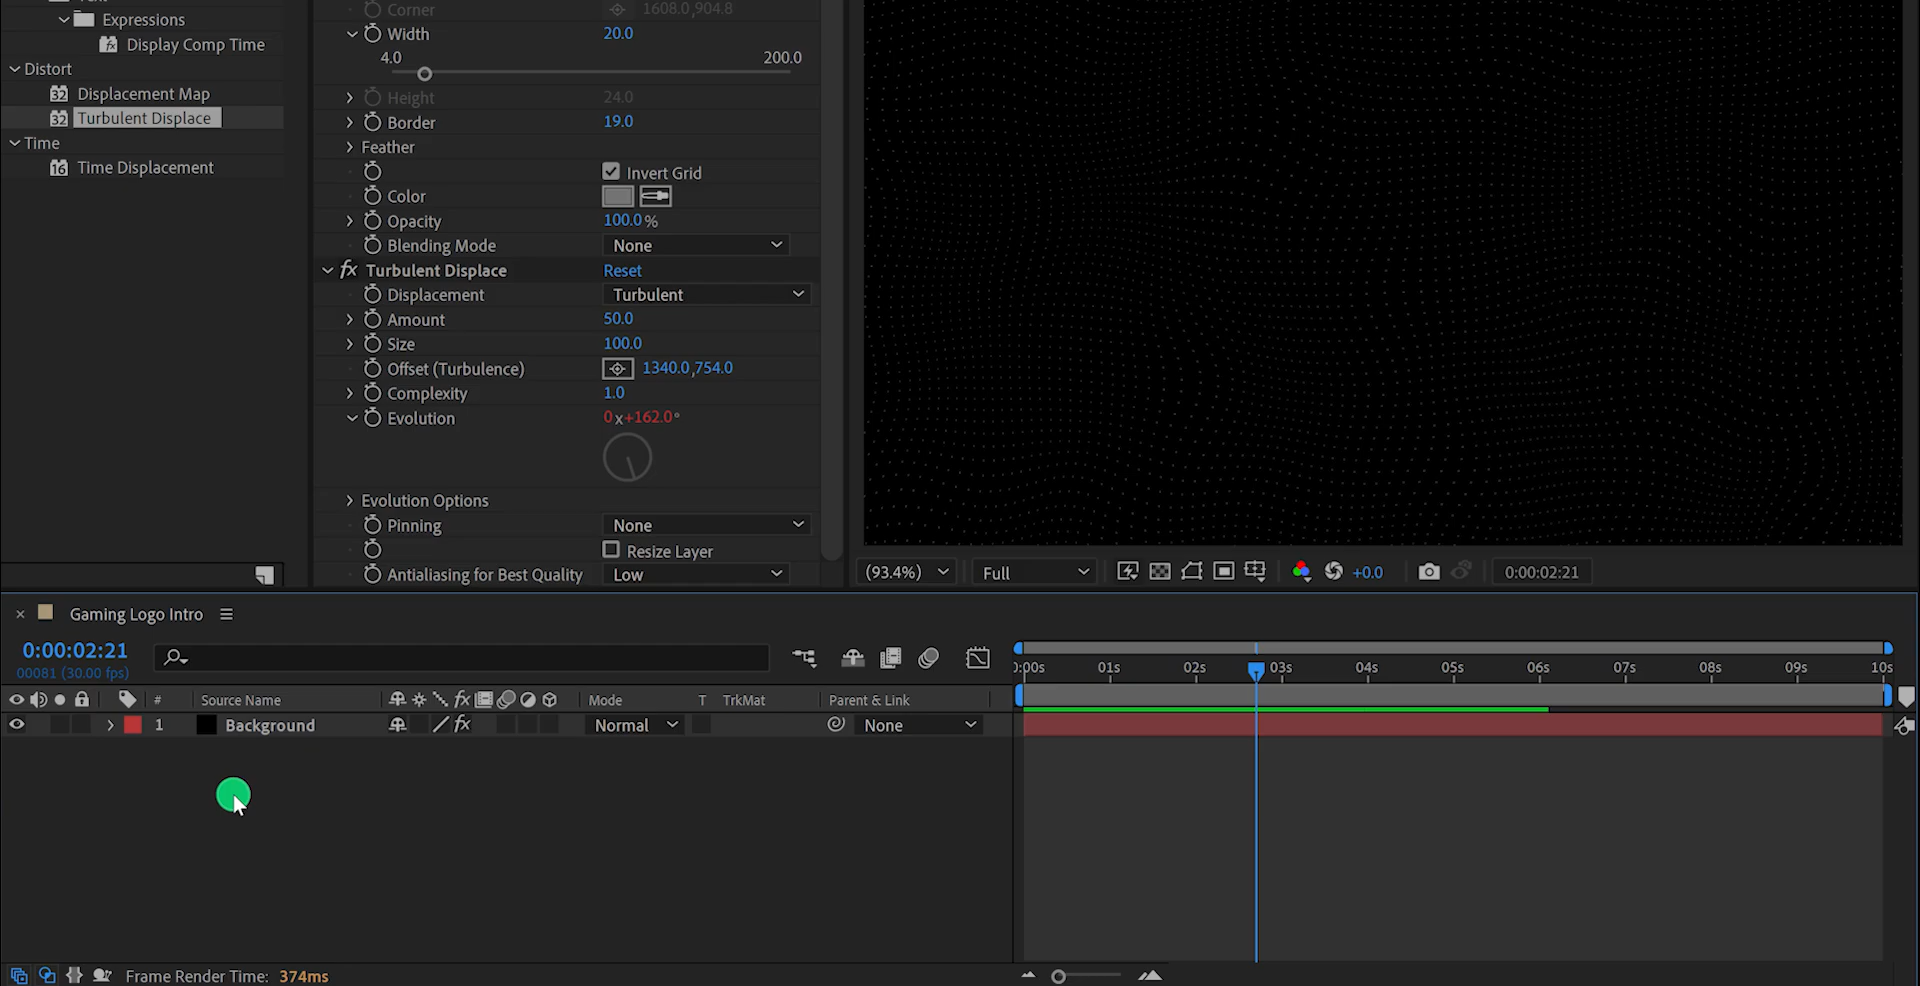 Expressions
Display Comp Time
Distort
32 Displacement Map
32 Turbulent Displace
Time
16 Time Displacement
Corner 1608.0,904.8
Width 20.0
4.0 200.0
Height 24.0
Border 19.0
Feather
Invert Grid
Color
Opacity 100.0 %
Blending Mode None
fx Turbulent Displace Reset
Displacement Turbulent
Amount 50.0
Size 100.0
Offset (Turbulence) 1340.0,754.0
Complexity 1.0
Evolution 0x+162.0°
Evolution Options
Pinning None
Resize Layer
Antialiasing for Best Quality Low
(93.4%) Full +0.0 0:00:02:21
× Gaming Logo Intro
0:00:02:21
00081 (30.00 fps)
0:00s 01s 02s 03s 04s 05s 06s 07s 08s 09s 10s
# Source Name fx Mode T TrkMat Parent & Link
1 Background fx Normal None
Frame Render Time: 374ms